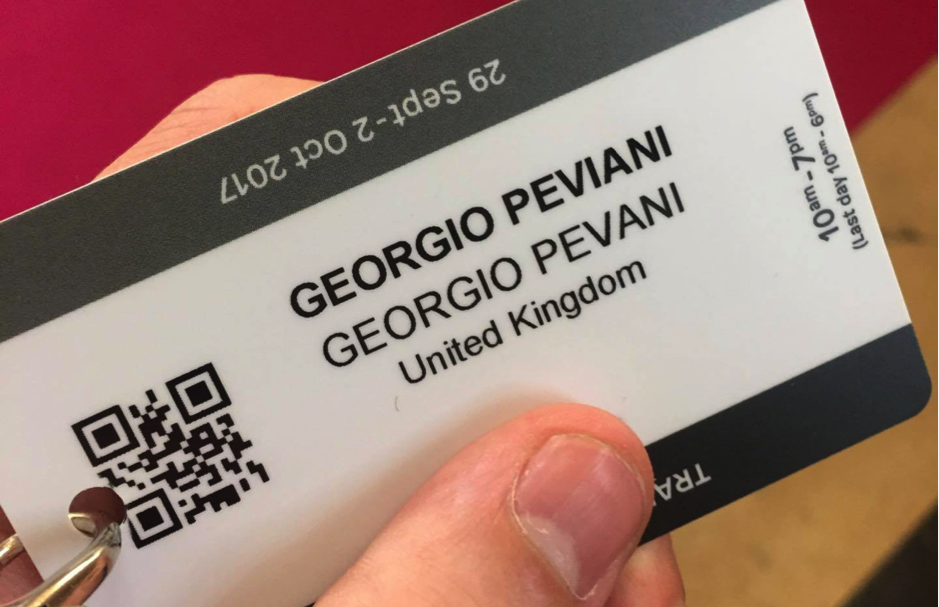 29 Sept-2 Oct 2017
GEORGIO PEVIANI
GEORGIO PEVANI
United Kingdom
10am - 7pm
(Last day 10am - 6pm)